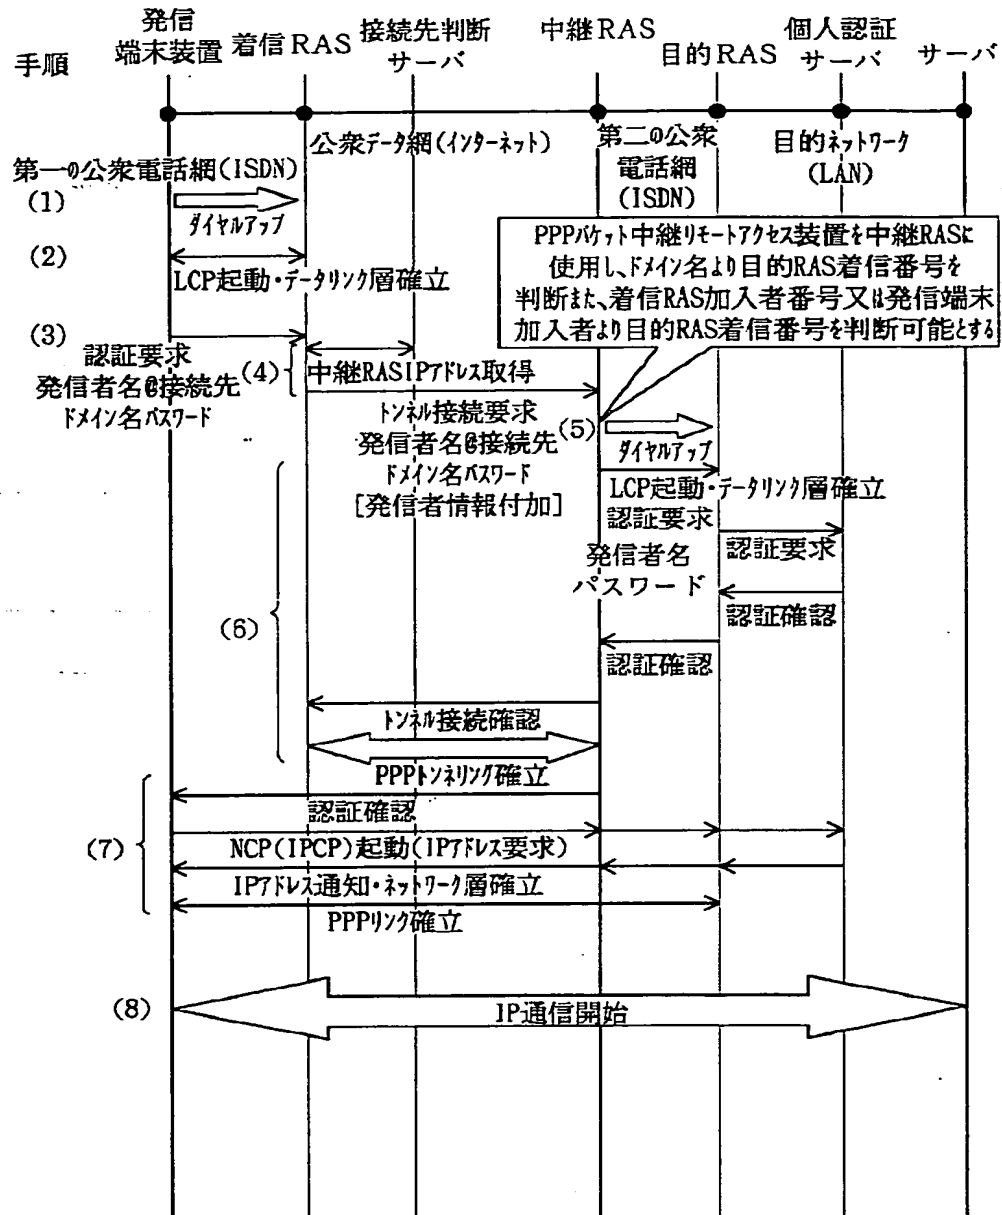 発信
端末装置
着信RAS
接続先判断
サーバ
中継RAS
目的RAS
個人認証
サーバ
サーバ
手順
公衆データ網(インターネット)
第二の公衆
電話網
(ISDN)
目的ネットワーク
(LAN)
第一の公衆電話網(ISDN)
(1)
ダイヤルアップ
PPPパケット中継リモートアクセス装置を中継RASに
使用し、ドメイン名より目的RAS着信番号を
判断また、着信RAS加入者番号又は発信端末
加入者より目的RAS着信番号を判断可能とする
(2)
LCP起動・データリンク層確立
(3)
認証要求
発信者名@接続先
ドメイン名パスワード
(4)
中継RASIPアドレス取得
トンネル接続要求
発信者名@接続先
ドメイン名パスワード
[発信者情報付加]
(5)
ダイヤルアップ
LCP起動・データリンク層確立
認証要求
発信者名
パスワード
認証要求
認証確認
認証確認
(6)
トンネル接続確認
PPPトンネリング確立
認証確認
(7)
NCP(IPCP)起動(IPアドレス要求)
IPアドレス通知・ネットワーク層確立
PPPリンク確立
(8)
IP通信開始